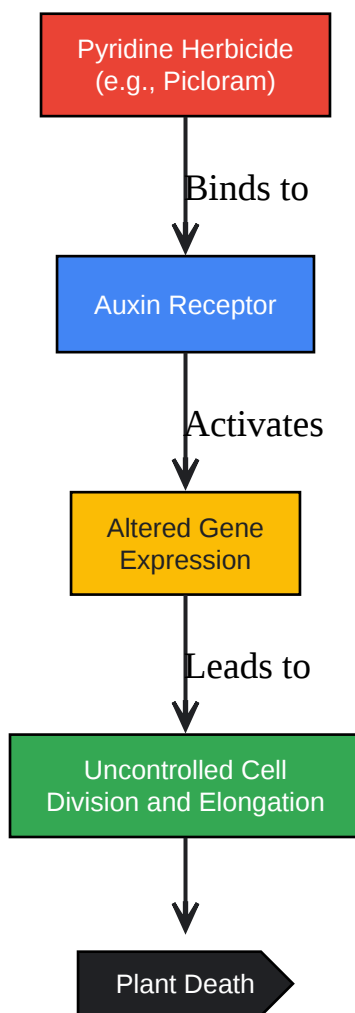 Pyridine Herbicide
(e.g., Picloram)
Binds to
Auxin Receptor
Activates
Altered Gene
Expression
Leads to
Uncontrolled Cell
Division and Elongation
Plant Death